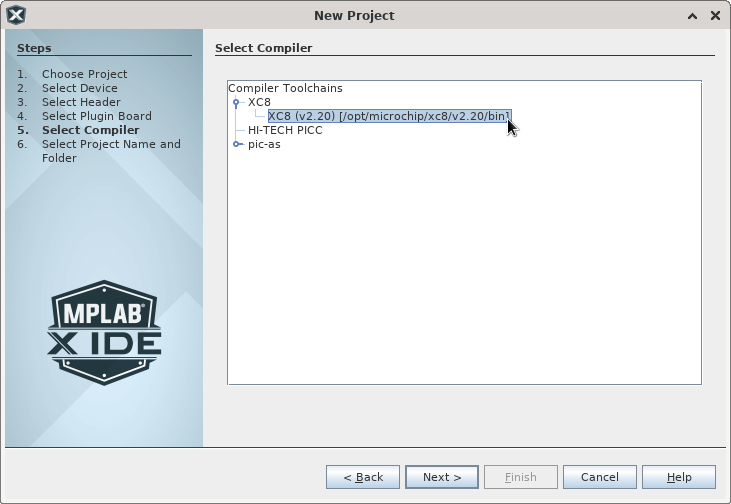 New Project
Steps
1. Choose Project
2. Select Device
3. Select Header
4. Select Plugin Board
5. Select Compiler
6. Select Project Name and
Folder
MPLAB®
X IDE
Select Compiler
Compiler Toolchains
XC8
XC8 (v2.20) [/opt/microchip/xc8/v2.20/bin]
HI-TECH PICC
pic-as
< Back
Next >
Finish
Cancel
Help